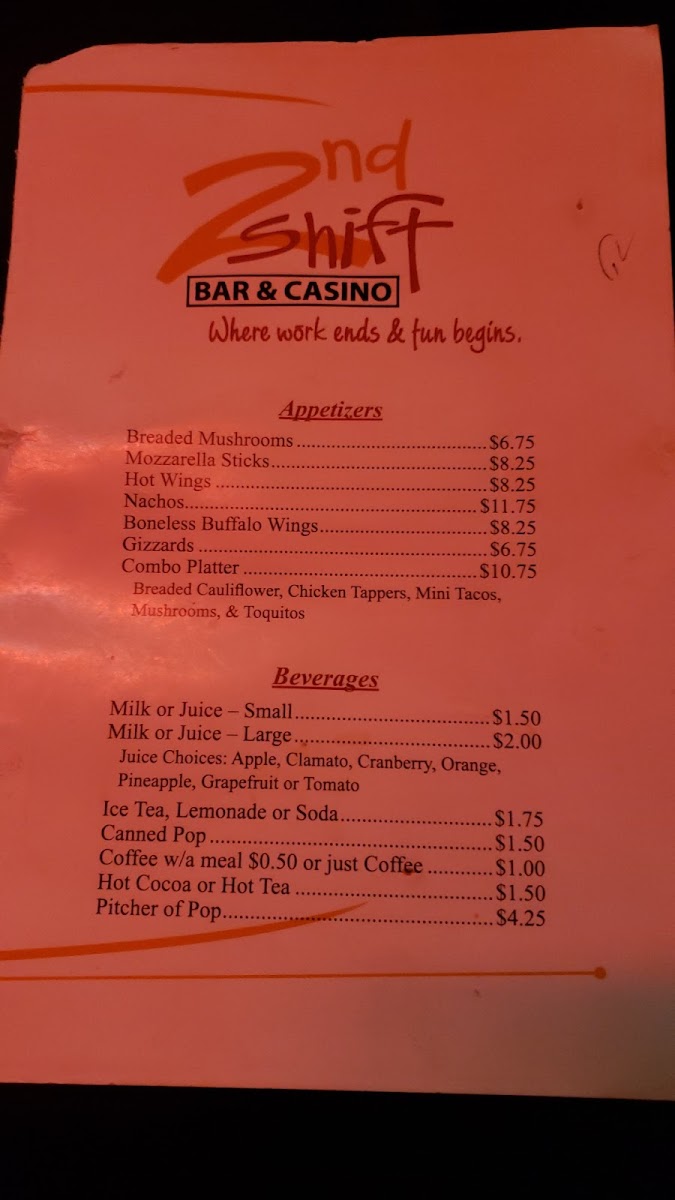 2nd
Shift
BAR & CASINO
Where work ends & fun begins.
Appetizers
Breaded Mushrooms ........................................ $6.75
Mozzarella Sticks............................................. $8.25
Hot Wings ........................................................ $8.25
Nachos............................................................. $11.75
Boneless Buffalo Wings................................... $8.25
Gizzards .......................................................... $6.75
Combo Platter ................................................. $10.75
Breaded Cauliflower, Chicken Tappers, Mini Tacos,
Mushrooms, & Toquitos
Beverages
Milk or Juice – Small....................................... $1.50
Milk or Juice – Large....................................... $2.00
Juice Choices: Apple, Clamato, Cranberry, Orange,
Pineapple, Grapefruit or Tomato
Ice Tea, Lemonade or Soda.............................. $1.75
Canned Pop ..................................................... $1.50
Coffee w/a meal $0.50 or just Coffee ............. $1.00
Hot Cocoa or Hot Tea ...................................... $1.50
Pitcher of Pop................................................... $4.25